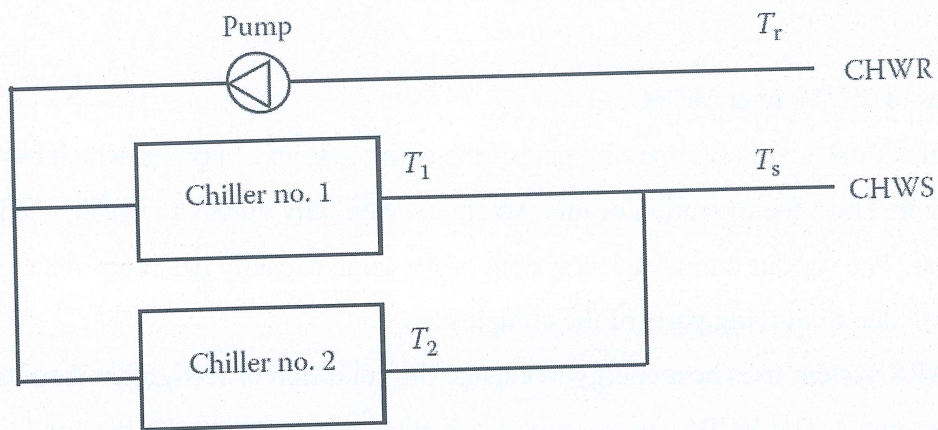 Pump
Tr
CHWR
Chiller no. 1
T1
Ts
CHWS
Chiller no. 2
T2